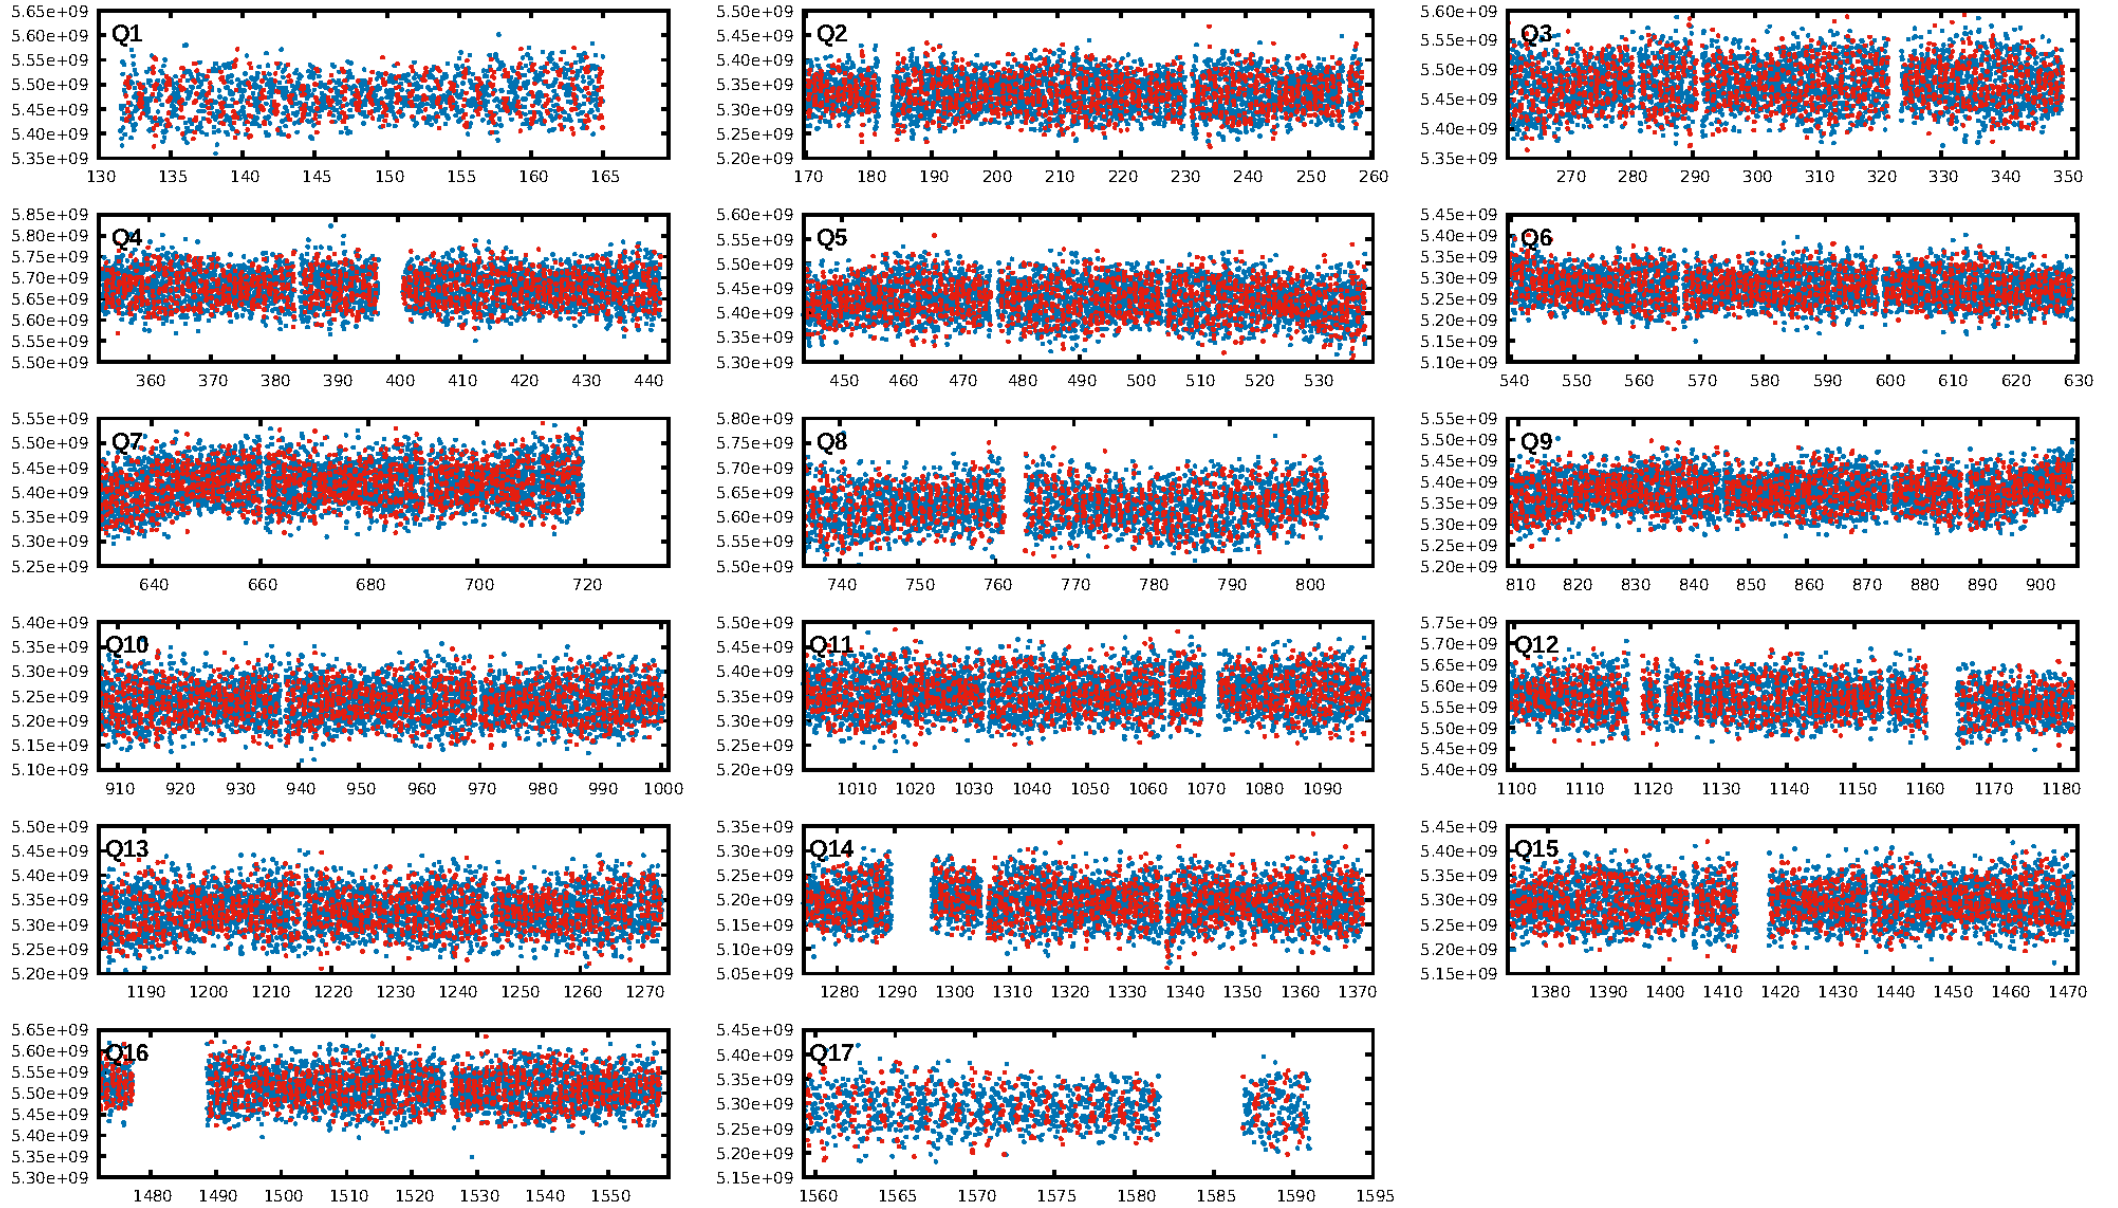 5.65e+09 5.60e+09 5.55e+09 5.50e+09 5.45e+09 5.40e+09 5.35e+09
Q1
130 135 140 145 150 155 160 165
5.50e+09 5.45e+09 5.40e+09 5.35e+09 5.30e+09 5.25e+09 5.20e+09
Q2
170 180 190 200 210 220 230 240 250 260
5.60e+09 5.55e+09 5.50e+09 5.45e+09 5.40e+09 5.35e+09
Q3
270 280 290 300 310 320 330 340 350
5.85e+09 5.80e+09 5.75e+09 5.70e+09 5.65e+09 5.60e+09 5.55e+09 5.50e+09
Q4
360 370 380 390 400 410 420 430 440
5.60e+09 5.55e+09 5.50e+09 5.45e+09 5.40e+09 5.35e+09 5.30e+09
Q5
450 460 470 480 490 500 510 520 530
5.45e+09 5.40e+09 5.35e+09 5.30e+09 5.25e+09 5.20e+09 5.15e+09 5.10e+09
Q6
540 550 560 570 580 590 600 610 620 630
5.55e+09 5.50e+09 5.45e+09 5.40e+09 5.35e+09 5.30e+09 5.25e+09
Q7
640 660 680 700 720
5.80e+09 5.75e+09 5.70e+09 5.65e+09 5.60e+09 5.55e+09 5.50e+09
Q8
740 750 760 770 780 790 800
5.55e+09 5.50e+09 5.45e+09 5.40e+09 5.35e+09 5.30e+09 5.25e+09 5.20e+09
Q9
810 820 830 840 850 860 870 880 890 900
5.40e+09 5.35e+09 5.30e+09 5.25e+09 5.20e+09 5.15e+09 5.10e+09
Q10
910 920 930 940 950 960 970 980 990 1000
5.50e+09 5.45e+09 5.40e+09 5.35e+09 5.30e+09 5.25e+09 5.20e+09
Q11
1010 1020 1030 1040 1050 1060 1070 1080 1090
5.75e+09 5.70e+09 5.65e+09 5.60e+09 5.55e+09 5.50e+09 5.45e+09 5.40e+09
Q12
1100 1110 1120 1130 1140 1150 1160 1170 1180
5.50e+09 5.45e+09 5.40e+09 5.35e+09 5.30e+09 5.25e+09 5.20e+09
Q13
1190 1200 1210 1220 1230 1240 1250 1260 1270
5.35e+09 5.30e+09 5.25e+09 5.20e+09 5.15e+09 5.10e+09 5.05e+09
Q14
1280 1290 1300 1310 1320 1330 1340 1350 1360 1370
5.45e+09 5.40e+09 5.35e+09 5.30e+09 5.25e+09 5.20e+09 5.15e+09
Q15
1380 1390 1400 1410 1420 1430 1440 1450 1460 1470
5.65e+09 5.60e+09 5.55e+09 5.50e+09 5.45e+09 5.40e+09 5.35e+09 5.30e+09
Q16
1480 1490 1500 1510 1520 1530 1540 1550
5.45e+09 5.40e+09 5.35e+09 5.30e+09 5.25e+09 5.20e+09 5.15e+09
Q17
1560 1565 1570 1575 1580 1585 1590 1595